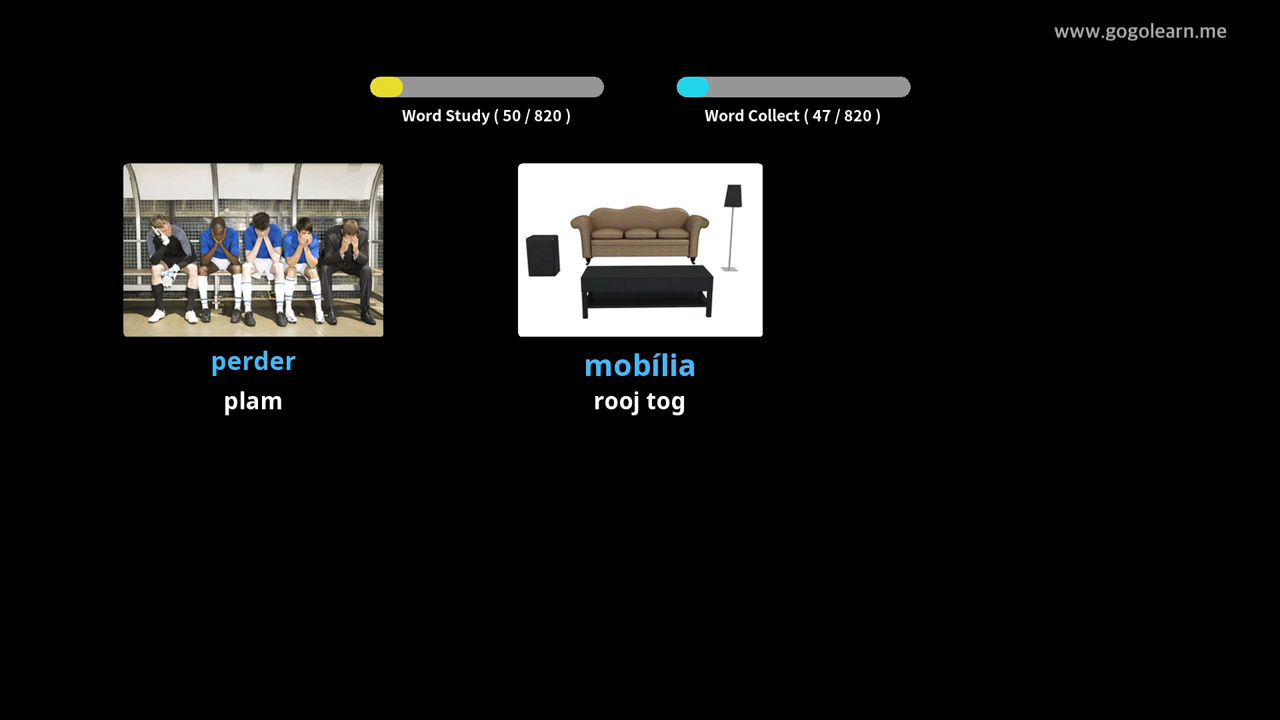 www.gogolearn.me
Word Study ( 50 / 820 )
Word Collect ( 47 / 820 )
perder
plam
mobília
rooj tog